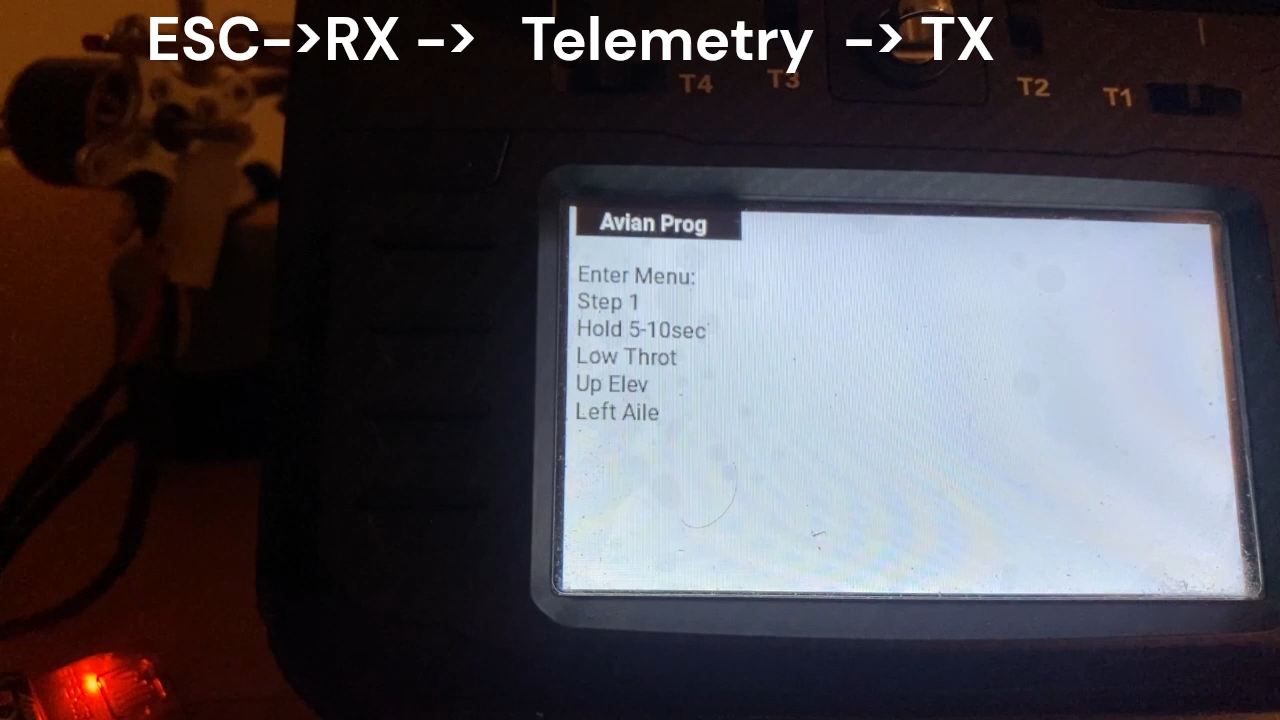 ESC->RX -> Telemetry -> TX
T4
T3
T2
T1
Avian Prog
Enter Menu:
Step 1
Hold 5-10sec
Low Throt
Up Elev
Left Aile